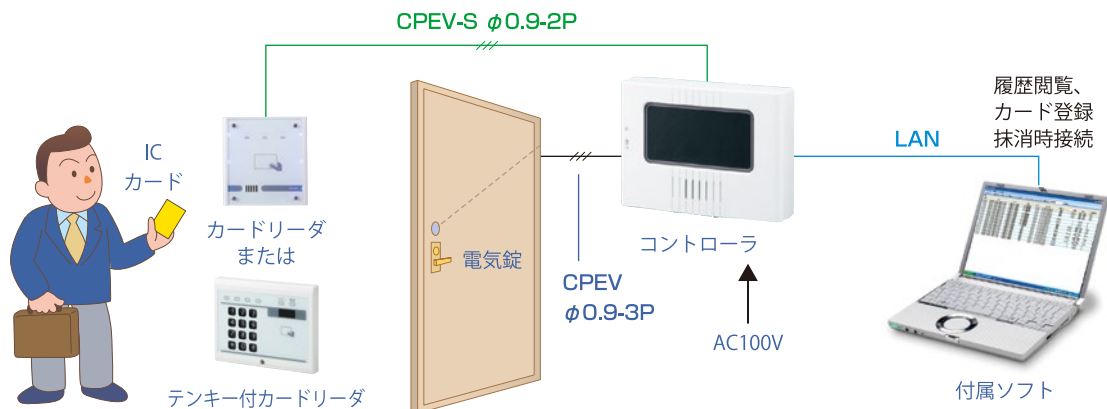 CPEV-S φ0.9-2P
IC
カード
カードリーダ
または
テンキー付カードリーダ
電気錠
CPEV
φ0.9-3P
コントローラ
AC100V
LAN
履歴閲覧、
カード登録
抹消時接続
付属ソフト